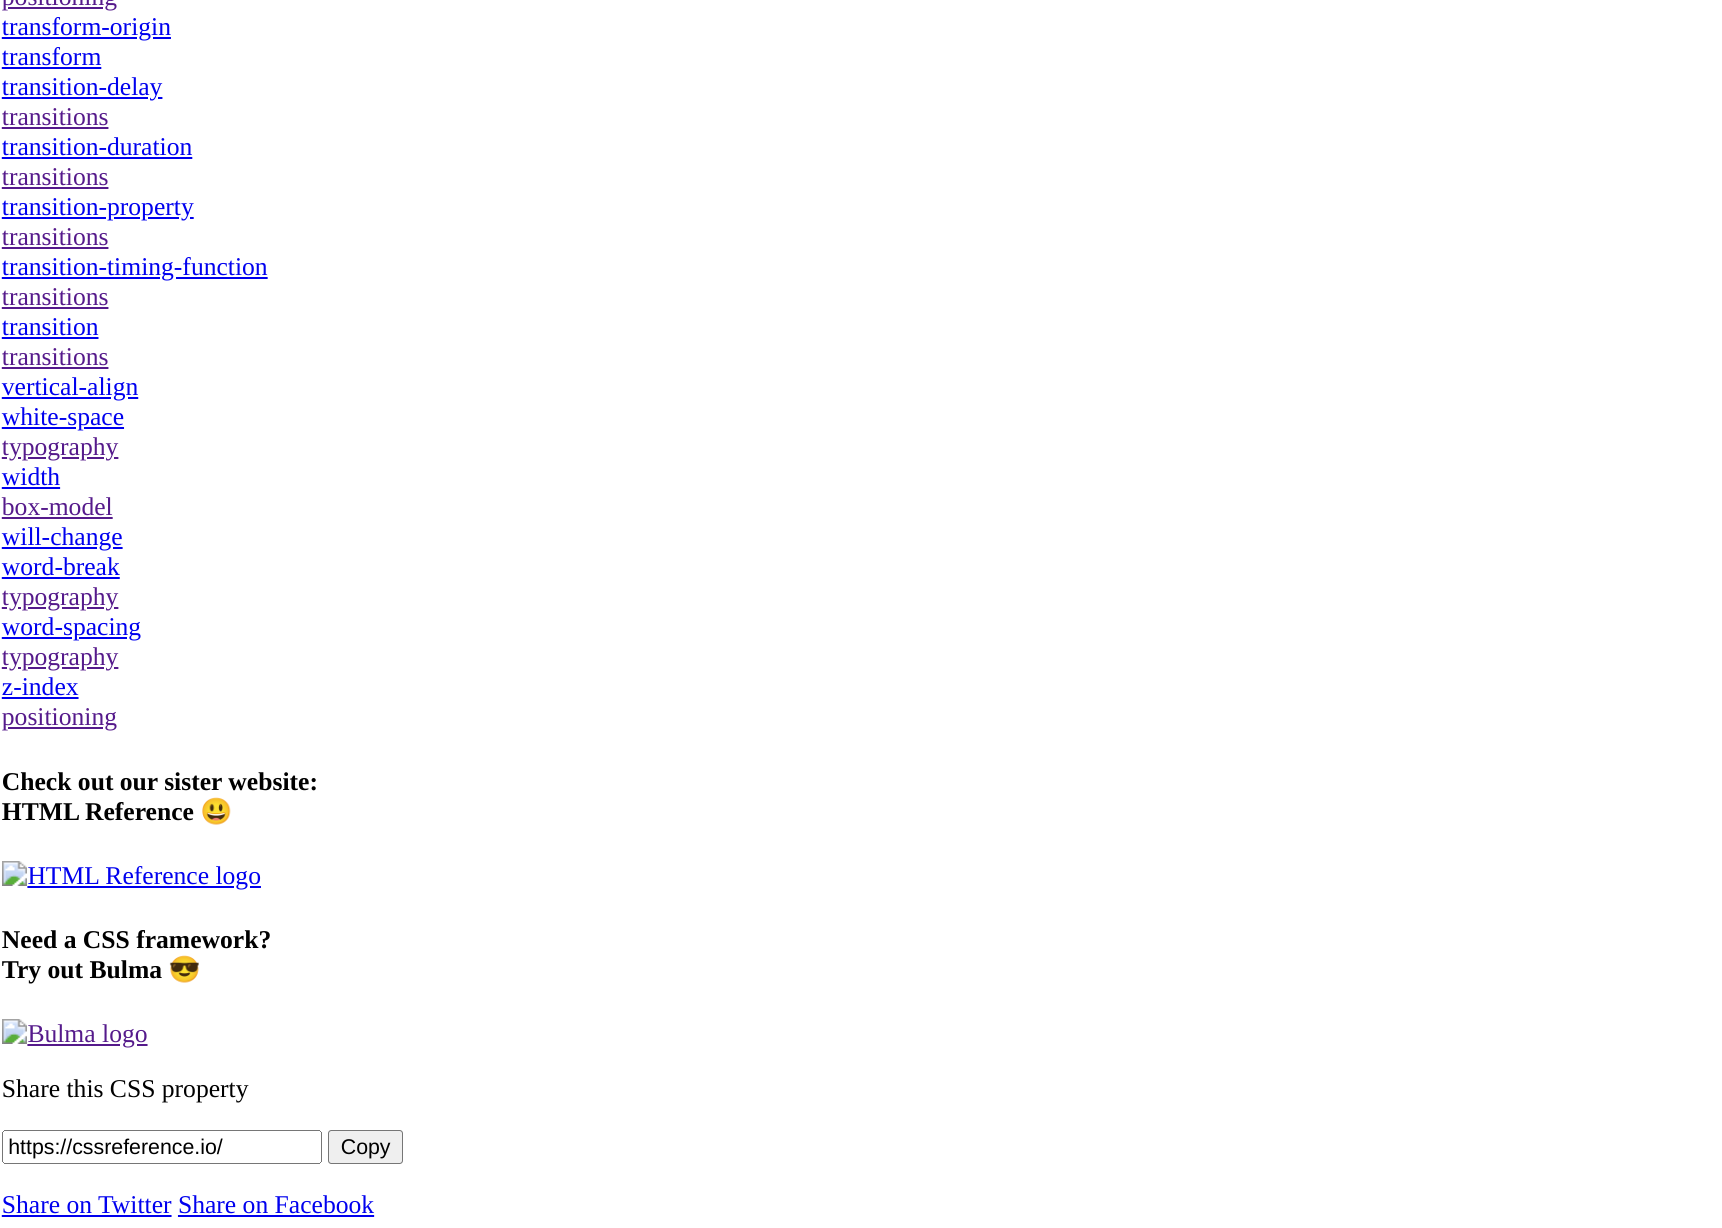 positioning
transform-origin
transform
transition-delay
transitions
transition-duration
transitions
transition-property
transitions
transition-timing-function
transitions
transition
transitions
vertical-align
white-space
typography
width
box-model
will-change
word-break
typography
word-spacing
typography
z-index
positioning
Check out our sister website:
HTML Reference 😃
HTML Reference logo
Need a CSS framework?
Try out Bulma 😎
Bulma logo
Share this CSS property
https://cssreference.io/ Copy
Share on Twitter Share on Facebook